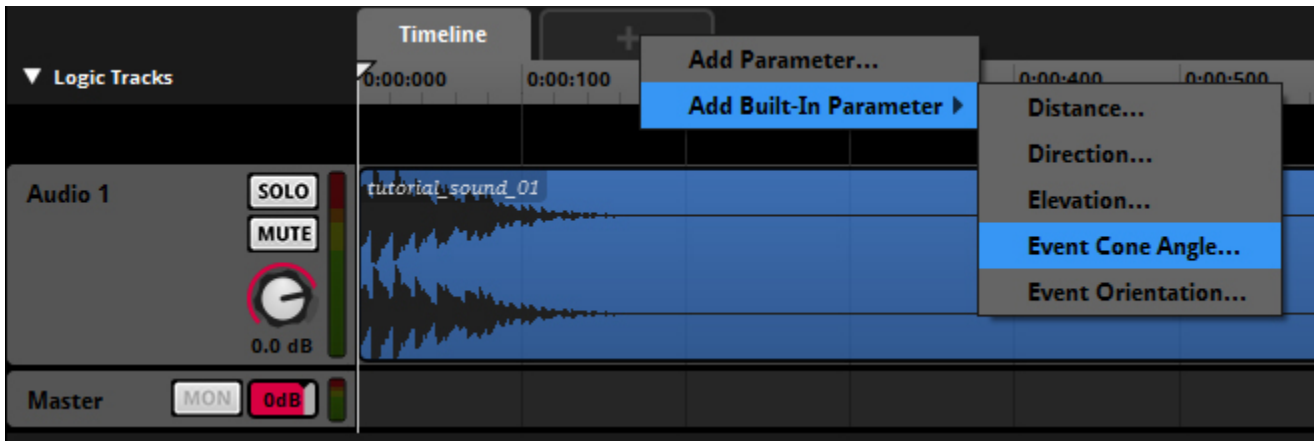 Timeline
+
Add Parameter...
Add Built-In Parameter
Logic Tracks
0:00:000
0:00:100
0:00:400
0:00:500
Distance...
Direction...
Elevation...
Event Cone Angle...
Event Orientation...
Audio 1
SOLO
MUTE
0.0 dB
tutorial_sound_01
Master
MON
0dB